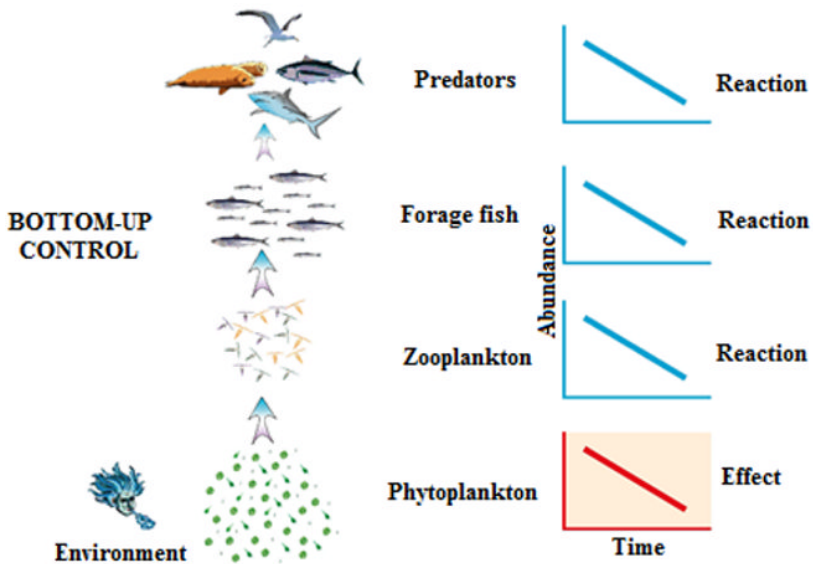 Predators
Reaction
BOTTOM-UP
CONTROL
Forage fish
Abundance
Reaction
Zooplankton
Reaction
Phytoplankton
Effect
Environment
Time